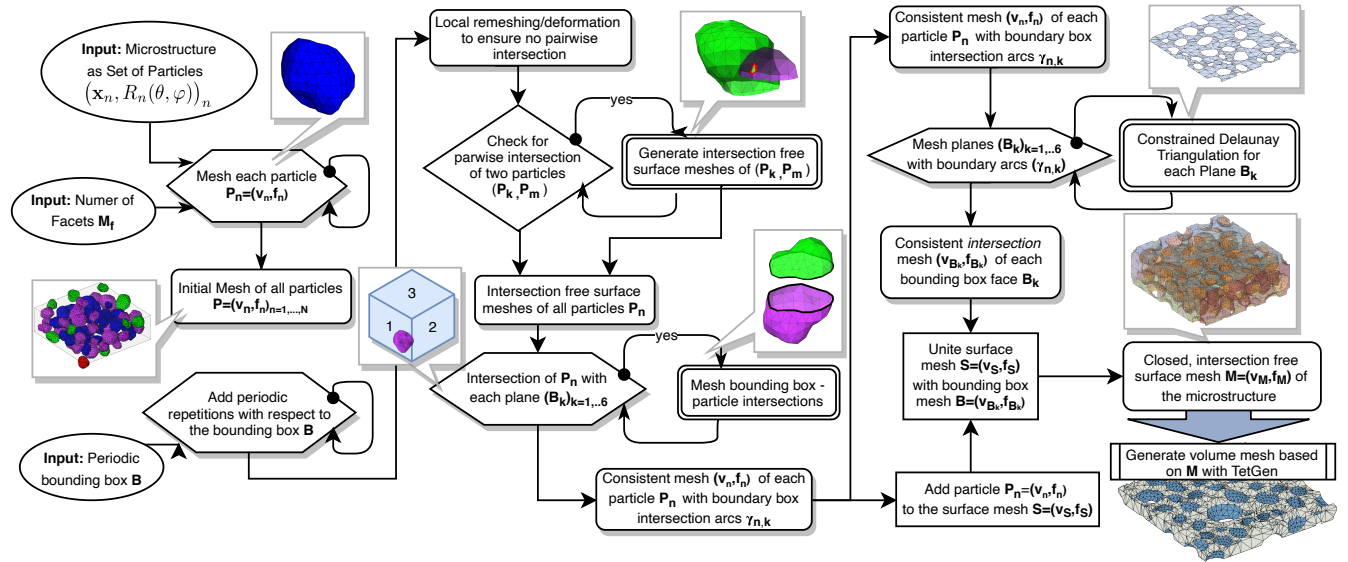 Input: Microstructure
as Set of Particles
(x_n, R_n(θ, φ))_n
Mesh each particle
P_n=(v_n,f_n)
Input: Numer of
Facets M_f
Initial Mesh of all particles
P=(v_n,f_n)_n=1,...,N
Add periodic
repetitions with respect to
the bounding box B
Input: Periodic
bounding box B
Local remeshing/deformation
to ensure no pairwise
intersection
Check for
parwise intersection
of two particles
(P_k ,P_m )
yes
Generate intersection free
surface meshes of (P_k ,P_m )
Intersection free surface
meshes of all particles P_n
3
1
2
Intersection of P_n with
each plane (B_k)_k=1,..6
yes
Mesh bounding box -
particle intersections
Consistent mesh (v_n,f_n) of each
particle P_n with boundary box
intersection arcs γ_n,k
Consistent mesh (v_n,f_n) of each
particle P_n with boundary box
intersection arcs γ_n,k
Mesh planes (B_k)_k=1,..6
with boundary arcs (γ_n,k)
Constrained Delaunay
Triangulation for
each Plane B_k
Consistent intersection
mesh (v_B_k,f_B_k) of each
bounding box face B_k
Unite surface
mesh S=(v_S,f_S)
with bounding box
mesh B=(v_B_k,f_B_k)
Add particle P_n=(v_n,f_n)
to the surface mesh S=(v_S,f_S)
Closed, intersection free
surface mesh M=(v_M,f_M) of
the microstructure
Generate volume mesh based
on M with TetGen